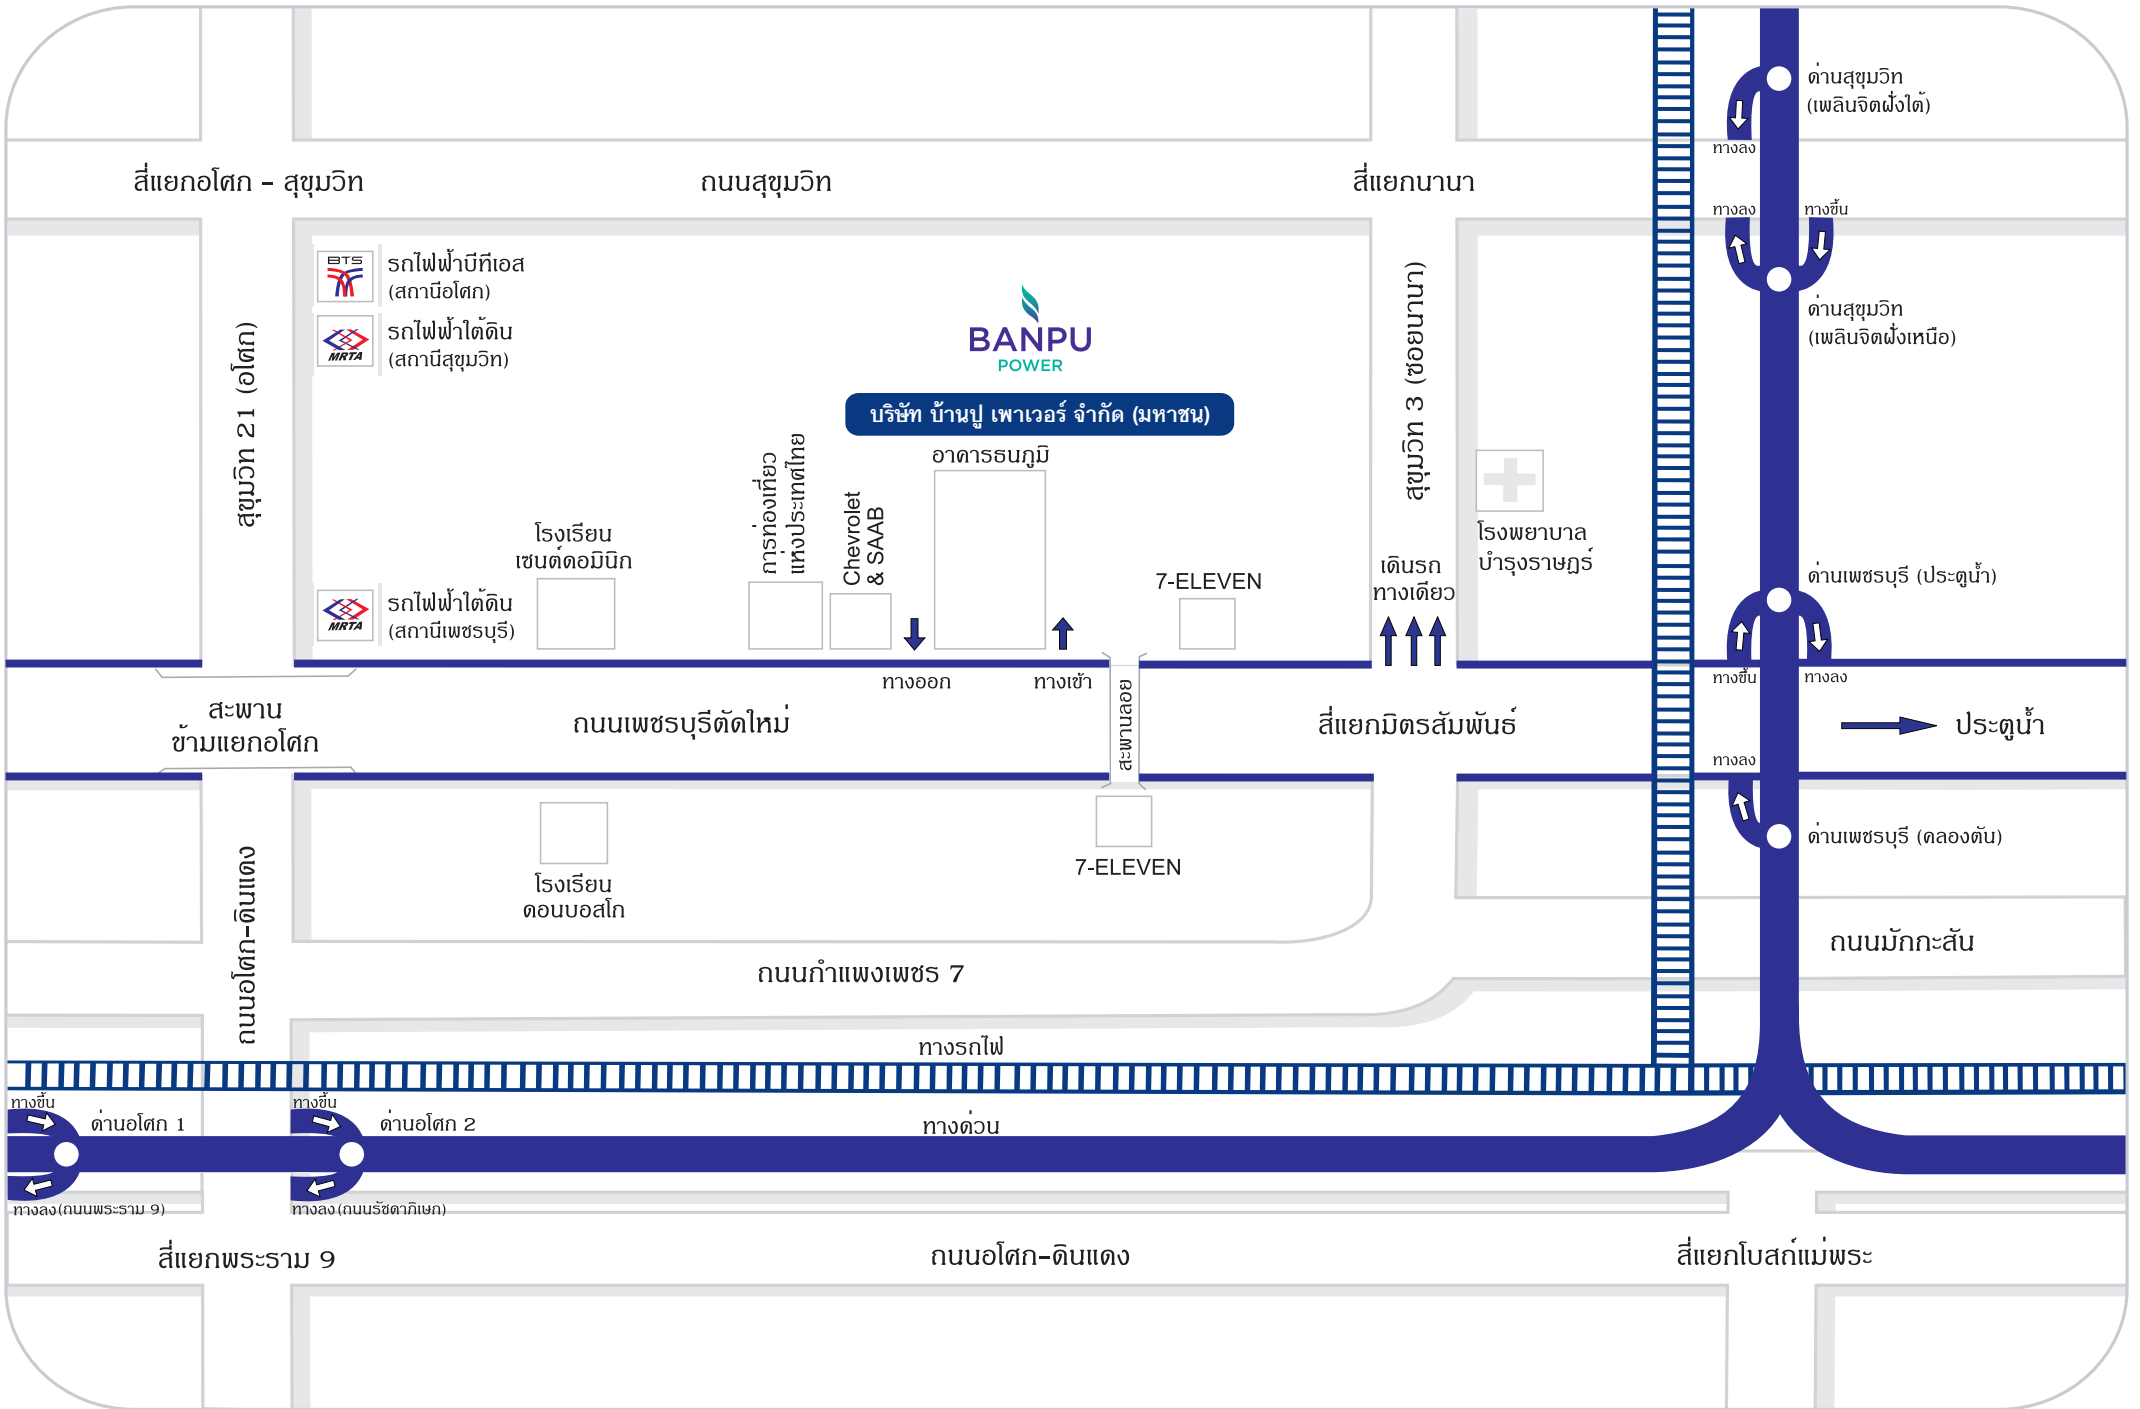 ด่านสุขุมวิท
(เพลินจิตฝั่งใต้)
ทางลง
สี่แยกอโศก - สุขุมวิท
ถนนสุขุมวิท
สี่แยกนานา
ทางลง
ทางขึ้น
BTS
รถไฟฟ้าบีทีเอส
(สถานีอโศก)
MRTA
รถไฟฟ้าใต้ดิน
(สถานีสุขุมวิท)
BANPU
POWER
ด่านสุขุมวิท
(เพลินจิตฝั่งเหนือ)
สุขุมวิท 21 (อโศก)
สุขุมวิท 3 (ซอยนานา)
บริษัท บ้านปู เพาเวอร์ จำกัด (มหาชน)
อาคารธนภูมิ
การท่องเที่ยว
แห่งประเทศไทย
Chevrolet
& SAAB
โรงเรียน
เซนต์ดอมินิก
โรงพยาบาล
บำรุงราษฎร์
7-ELEVEN
เดินรถ
ทางเดียว
ด่านเพชรบุรี (ประตูน้ำ)
MRTA
รถไฟฟ้าใต้ดิน
(สถานีเพชรบุรี)
ทางออก
ทางเข้า
ทางขึ้น
ทางลง
สะพาน
ข้ามแยกอโศก
ถนนเพชรบุรีตัดใหม่
สะพานลอย
สี่แยกมิตรสัมพันธ์
ประตูน้ำ
ทางลง
ด่านเพชรบุรี (คลองตัน)
7-ELEVEN
โรงเรียน
ดอนบอสโก
ถนนอโศก-ดินแดง
ถนนมักกะสัน
ถนนกำแพงเพชร 7
ทางรถไฟ
ทางขึ้น
ด่านอโศก 1
ทางขึ้น
ด่านอโศก 2
ทางด่วน
ทางลง(ถนนพระราม 9)
ทางลง(ถนนรัชดาภิเษก)
สี่แยกพระราม 9
ถนนอโศก-ดินแดง
สี่แยกโบสถ์แม่พระ